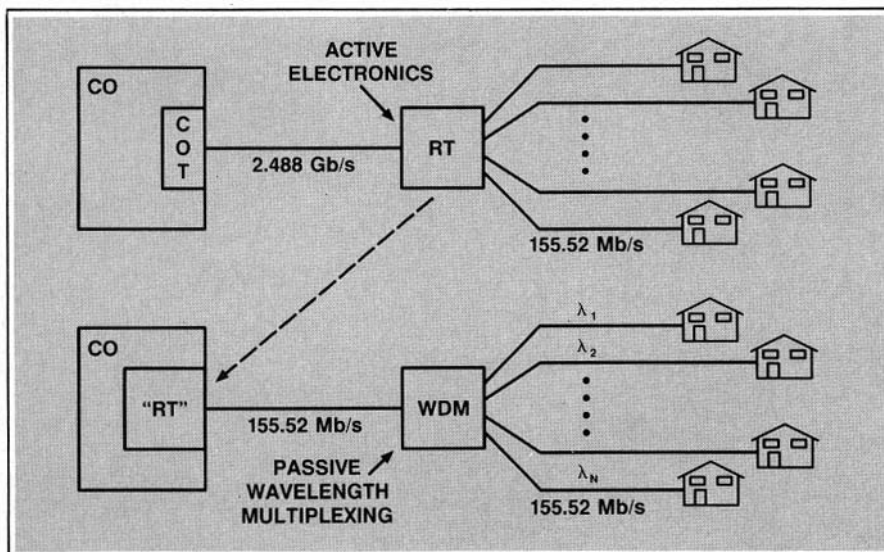 ACTIVE
ELECTRONICS
CO
C
O
T
2.488 Gb/s
RT
155.52 Mb/s
CO
"RT"
155.52 Mb/s
WDM
PASSIVE
WAVELENGTH
MULTIPLEXING
λ₁
λ₂
λN
155.52 Mb/s